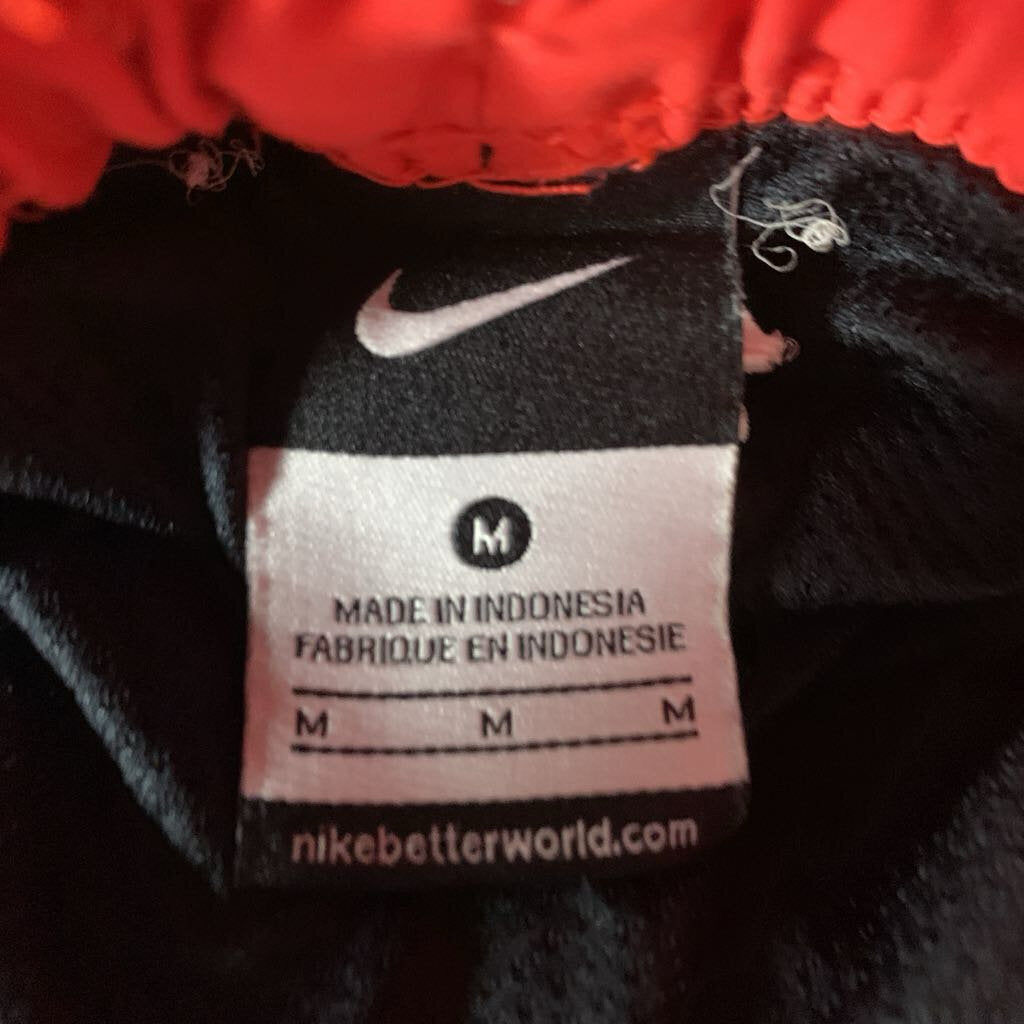 M
MADE IN INDONESIA
FABRIQUE EN INDONESIE
M M M
nikebetterworld.com